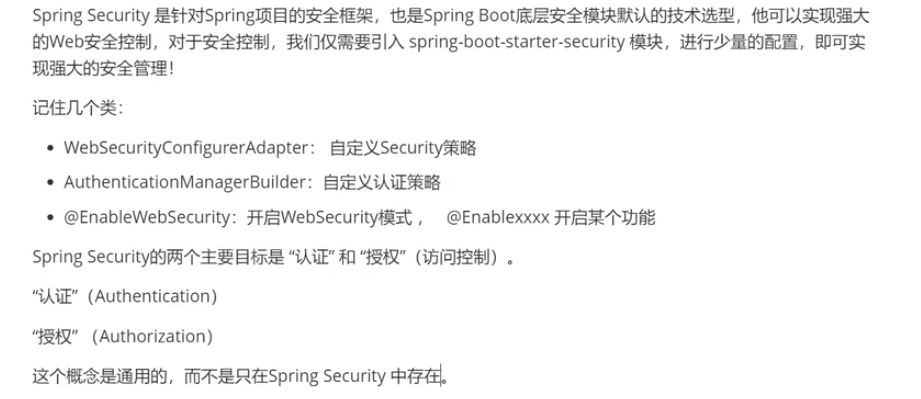 Spring Security 是针对Spring项目的安全框架，也是Spring Boot底层安全模块默认的技术选型，他可以实现强大
的Web安全控制，对于安全控制，我们仅需要引入 spring-boot-starter-security 模块，进行少量的配置，即可实
现强大的安全管理！
记住几个类：
• WebSecurityConfigurerAdapter： 自定义Security策略
• AuthenticationManagerBuilder：自定义认证策略
• @EnableWebSecurity：开启WebSecurity模式 ， @Enablexxxx 开启某个功能
Spring Security的两个主要目标是 “认证” 和 “授权”（访问控制）。
“认证”（Authentication）
“授权” （Authorization）
这个概念是通用的，而不是只在Spring Security 中存在。